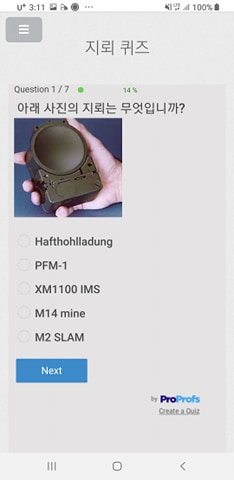 U+ 3:11 ··· LTE 100%
지뢰 퀴즈
Question 1 / 7 14 %
아래 사진의 지뢰는 무엇입니까?
Hafthohlladung
PFM-1
XM1100 IMS
M14 mine
M2 SLAM
Next
by ProProfs
Create a Quiz